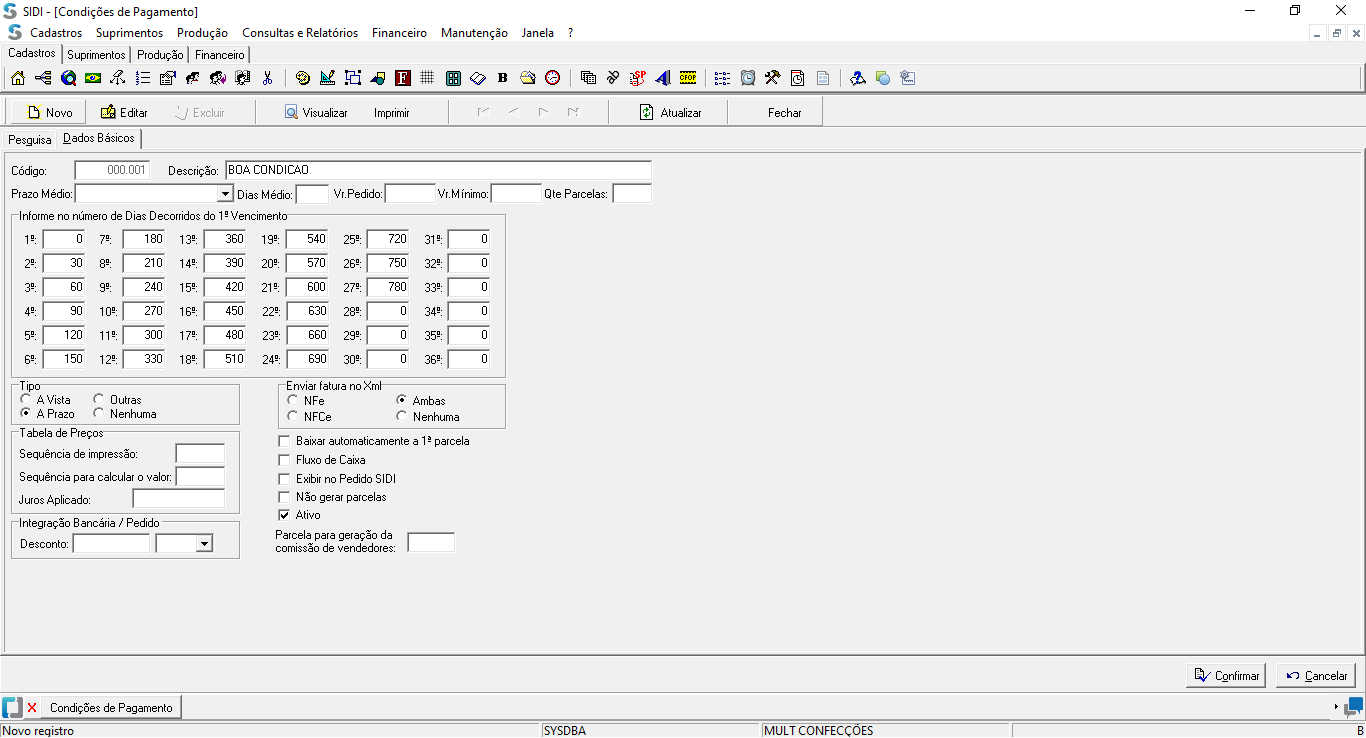 SIDI - [Condições de Pagamento]
Cadastros Suprimentos Produção Consultas e Relatórios Financeiro Manutenção Janela ?
Cadastros Suprimentos Produção Financeiro
F B SP CFOP
Novo Editar Excluir Visualizar Imprimir Atualizar Fechar
Pesquisa Dados Básicos
Código: 000.001 Descrição: BOA CONDICAO
Prazo Médio: Dias Médio: Vr.Pedido: Vr.Mínimo: Qte Parcelas:
Informe no número de Dias Decorridos do 1º Vencimento
1º: 0 7º: 180 13º: 360 19º: 540 25º: 720 31º: 0
2º: 30 8º: 210 14º: 390 20º: 570 26º: 750 32º: 0
3º: 60 9º: 240 15º: 420 21º: 600 27º: 780 33º: 0
4º: 90 10º: 270 16º: 450 22º: 630 28º: 0 34º: 0
5º: 120 11º: 300 17º: 480 23º: 660 29º: 0 35º: 0
6º: 150 12º: 330 18º: 510 24º: 690 30º: 0 36º: 0
Tipo
A Vista Outras
A Prazo Nenhuma
Enviar fatura no Xml
NFe Ambas
NFCe Nenhuma
Tabela de Preços
Sequência de impressão:
Sequência para calcular o valor:
Juros Aplicado:
Baixar automaticamente a 1ª parcela
Fluxo de Caixa
Exibir no Pedido SIDI
Não gerar parcelas
Ativo
Integração Bancária / Pedido
Desconto:
Parcela para geração da
comissão de vendedores:
Confirmar Cancelar
Condições de Pagamento
Novo registro SYSDBA MULT CONFECÇÕES B